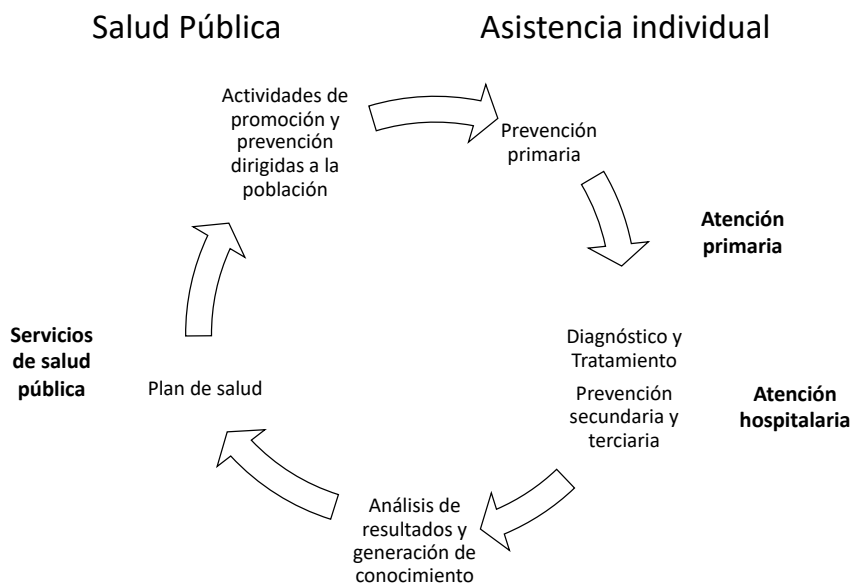 Salud Pública
Asistencia individual
Actividades de
promoción y
prevención
dirigidas a la
población
Prevención
primaria
Atención
primaria
Servicios
de salud
pública
Plan de salud
Diagnóstico y
Tratamiento
Prevención
secundaria y
terciaria
Atención
hospitalaria
Análisis de
resultados y
generación de
conocimiento